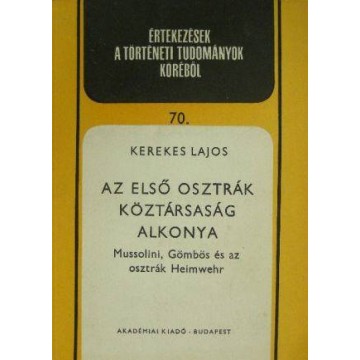 ÉRTEKEZÉSEK
A TÖRTÉNETI TUDOMÁNYOK
KÖRÉBŐL
70.
KEREKES LAJOS
AZ ELSŐ OSZTRÁK
KÖZTÁRSASÁG
ALKONYA
Mussolini, Gömbös és az
osztrák Heimwehr
AKADÉMIAI KIADÓ · BUDAPEST